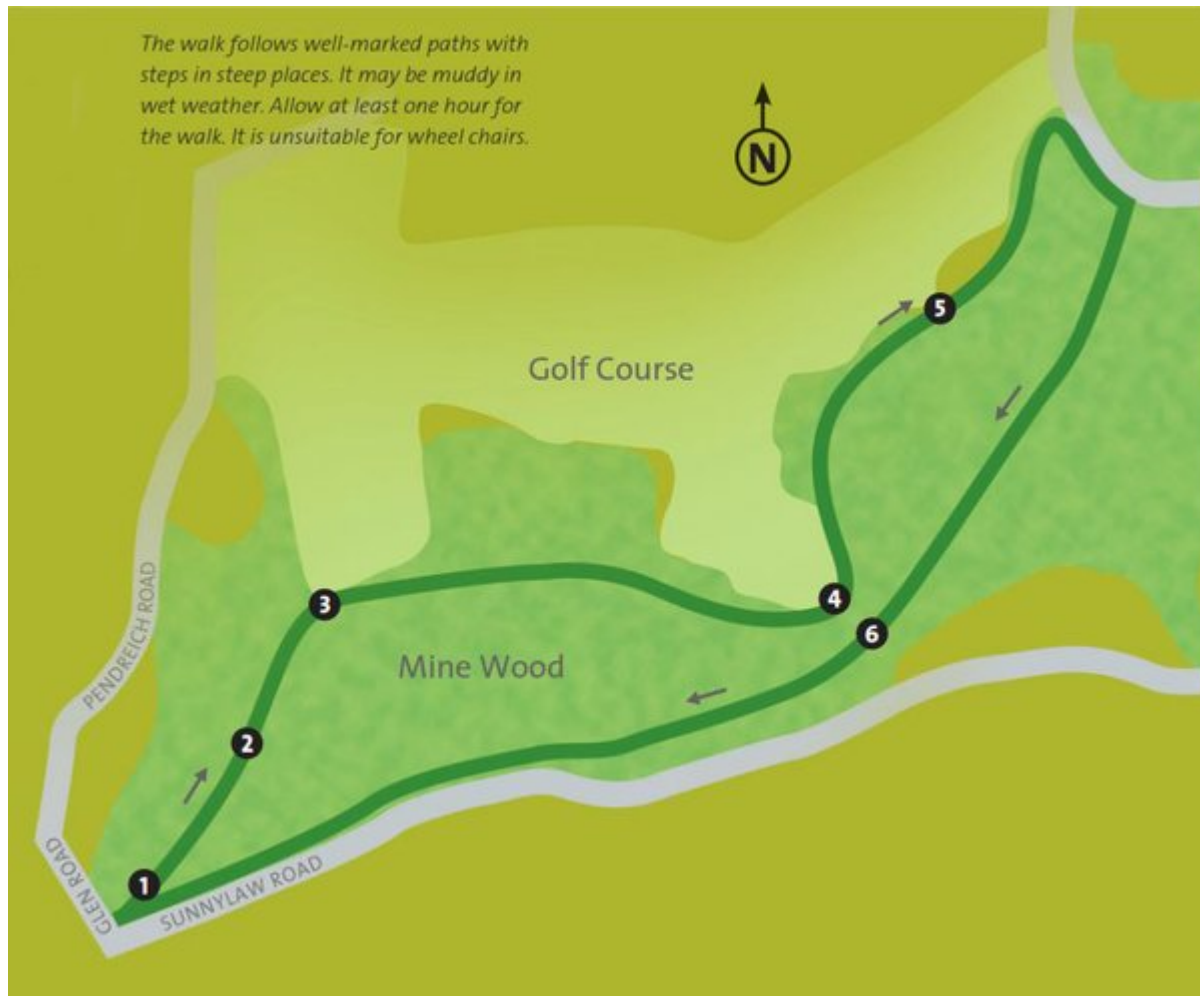 The walk follows well-marked paths with
steps in steep places. It may be muddy in
wet weather. Allow at least one hour for
the walk. It is unsuitable for wheel chairs.
N
5
Golf Course
3
4
6
PENDREICH ROAD
Mine Wood
2
1
GLEN ROAD
SUNNYLAW ROAD